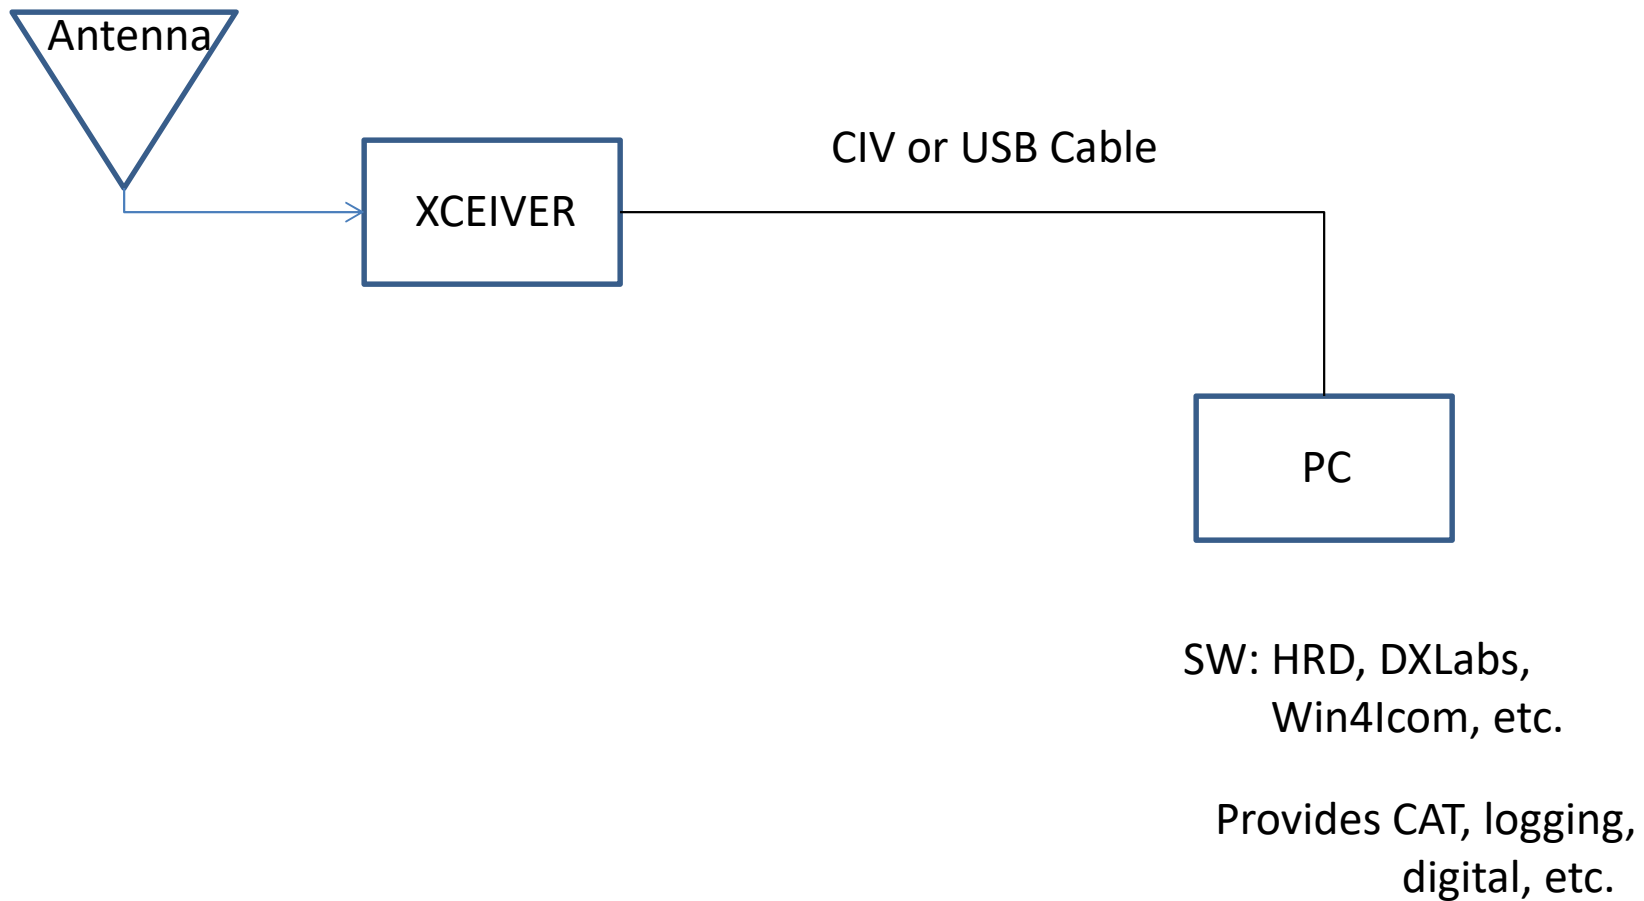 Antenna
CIV or USB Cable
XCEIVER
PC
SW: HRD, DXLabs,
Win4Icom, etc.
Provides CAT, logging,
digital, etc.